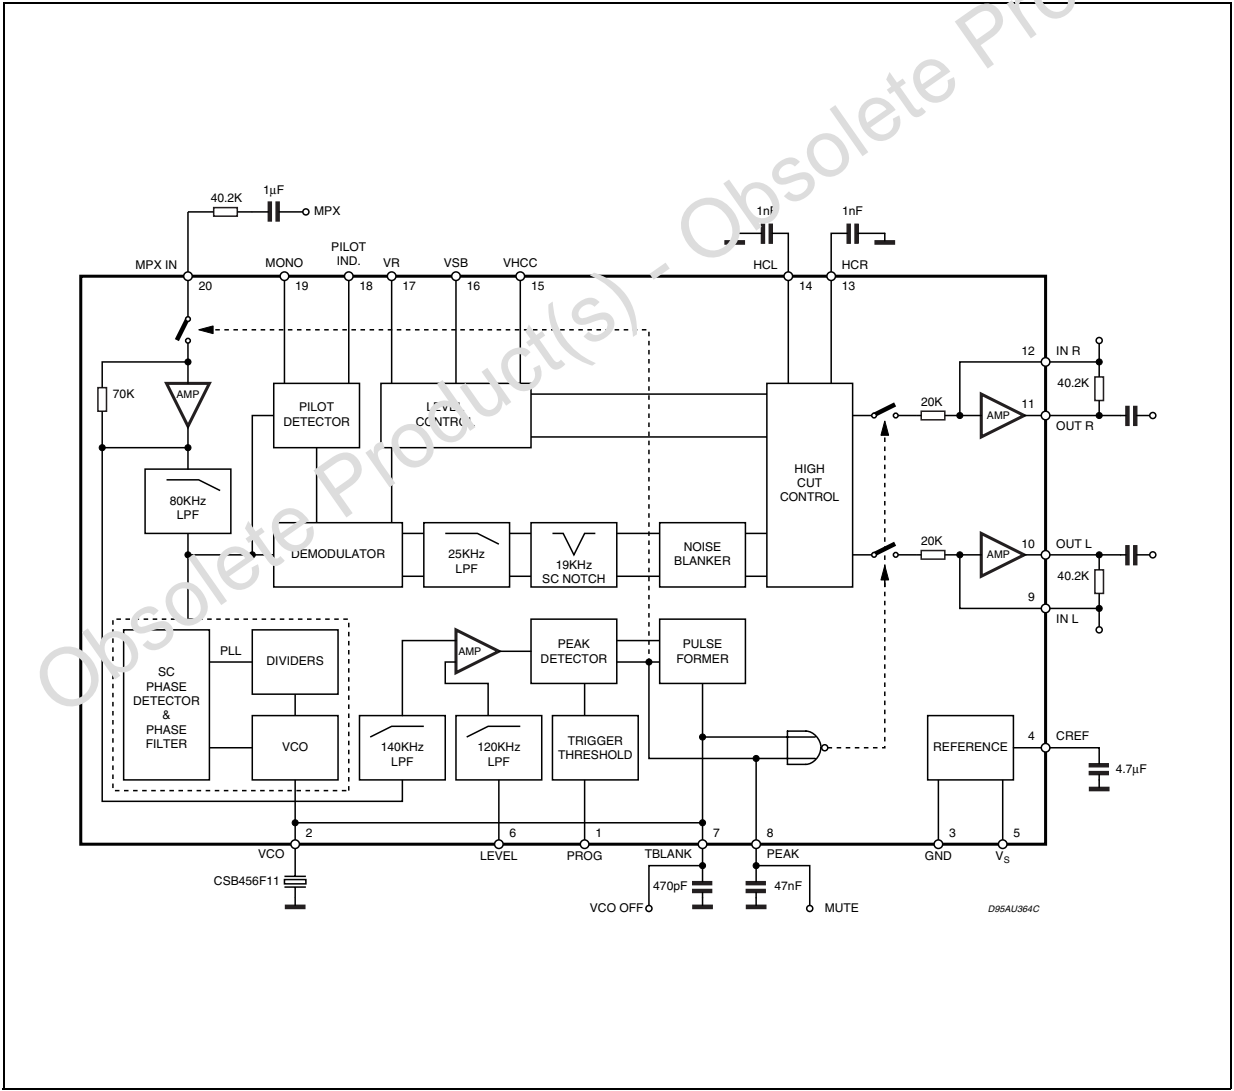 Obsolete Product(s) - Obsolete Pro
40.2K
1µF
MPX
1nF
1nF
MPX IN
MONO
PILOT
IND.
VR
VSB
VHCC
HCL
HCR
20
19
18
17
16
15
14
13
12
IN R
70K
AMP
PILOT
DETECTOR
LEVEL
CONTROL
20K
AMP
11
40.2K
OUT R
80KHz
LPF
HIGH
CUT
CONTROL
DEMODULATOR
25KHz
LPF
19KHz
SC NOTCH
NOISE
BLANKER
20K
AMP
10
OUT L
40.2K
9
IN L
SC
PHASE
DETECTOR
&
PHASE
FILTER
PLL
DIVIDERS
VCO
AMP
PEAK
DETECTOR
PULSE
FORMER
140KHz
LPF
120KHz
LPF
TRIGGER
THRESHOLD
REFERENCE
4
CREF
4.7µF
2
6
1
7
8
3
5
VCO
LEVEL
PROG
TBLANK
PEAK
GND
VS
CSB456F11
470pF
47nF
VCO OFF
MUTE
D95AU364C